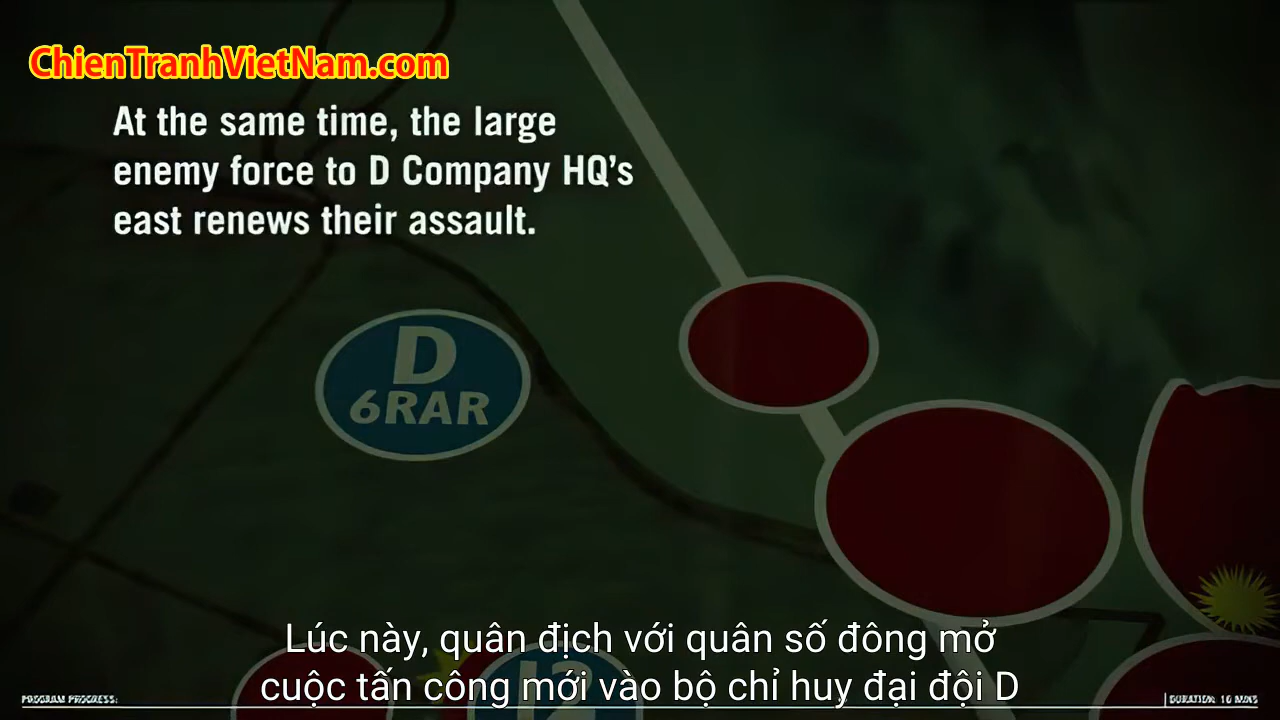 ChienTranhVietNam.com
At the same time, the large
enemy force to D Company HQ's
east renews their assault.
D
6RAR
12
Lúc này, quân địch với quân số đông mở
cuộc tấn công mới vào bộ chỉ huy đại đội D
PROGRAM PROGRESS:
DURATION: 10 MINS